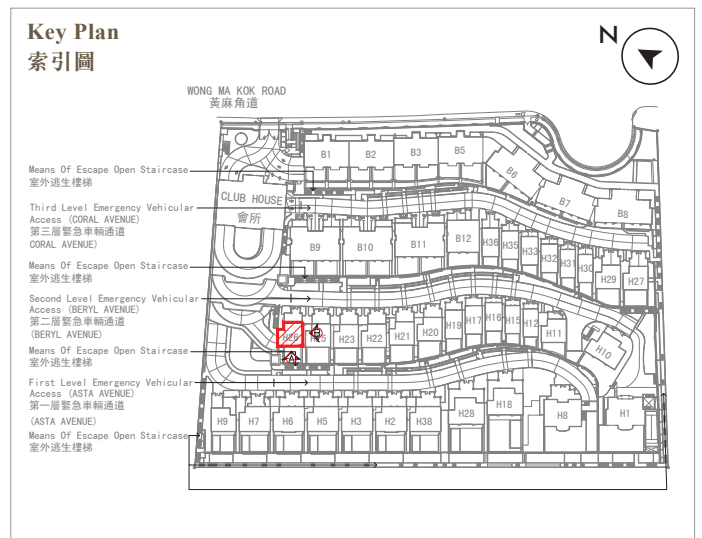 Key Plan
索引圖
N
WONG MA KOK ROAD
黃麻角道
Means Of Escape Open Staircase
室外逃生樓梯
Third Level Emergency Vehicular
Access (CORAL AVENUE)
第三層緊急車輛通道
CORAL AVENUE)
Means Of Escape Open Staircase
室外逃生樓梯
Second Level Emergency Vehicular
Access (BERYL AVENUE)
第二層緊急車輛通道
(BERYL AVENUE)
Means Of Escape Open Staircase
室外逃生樓梯
First Level Emergency Vehicular
Access (ASTA AVENUE)
第一層緊急車輛通道
(ASTA AVENUE)
Means Of Escape Open Staircase
室外逃生樓梯
CLUB HOUSE
會所
B1 B2 B3 B5 B6 B7 B8
B9 B10 B11 B12 H36 H35 H33 H32 H31 H30 H29 H27
H26 H25 H23 H22 H21 H20 H19 H17 H16 H15 H12 H11 H10
A
B
H9 H7 H6 H5 H3 H2 H38 H28 H18 H8 H1